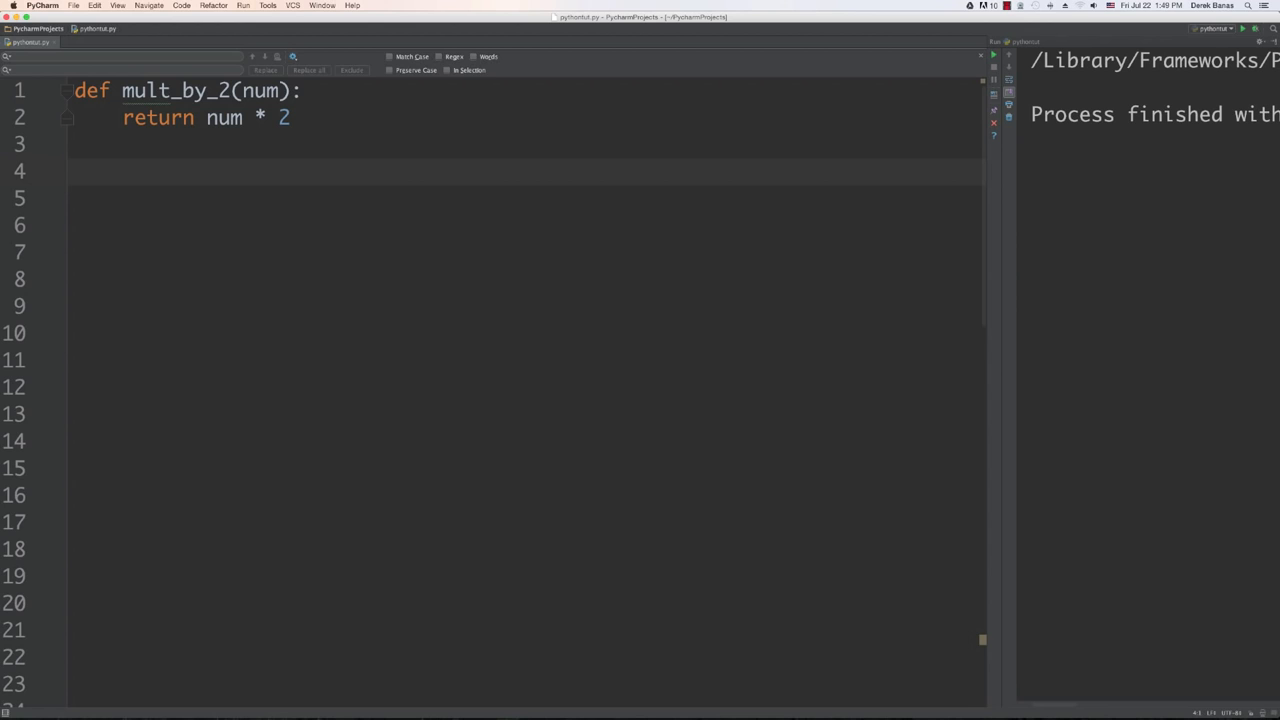 PyCharm File Edit View Navigate Code Refactor Run Tools VCS Window Help 10 Fri Jul 22 1:49 PM Derek Banas
pythontut.py - PycharmProjects - [~/PycharmProjects]
PycharmProjects pythontut.py pythontut
pythontut.py Run pythontut
Match Case Regex Words
Replace Replace all Exclude Preserve Case In Selection
1 def mult_by_2(num):
2 return num * 2
3
4
5
6
7
8
9
10
11
12
13
14
15
16
17
18
19
20
21
22
23
/Library/Frameworks/P
Process finished with
4:1 LF÷ UTF-8÷